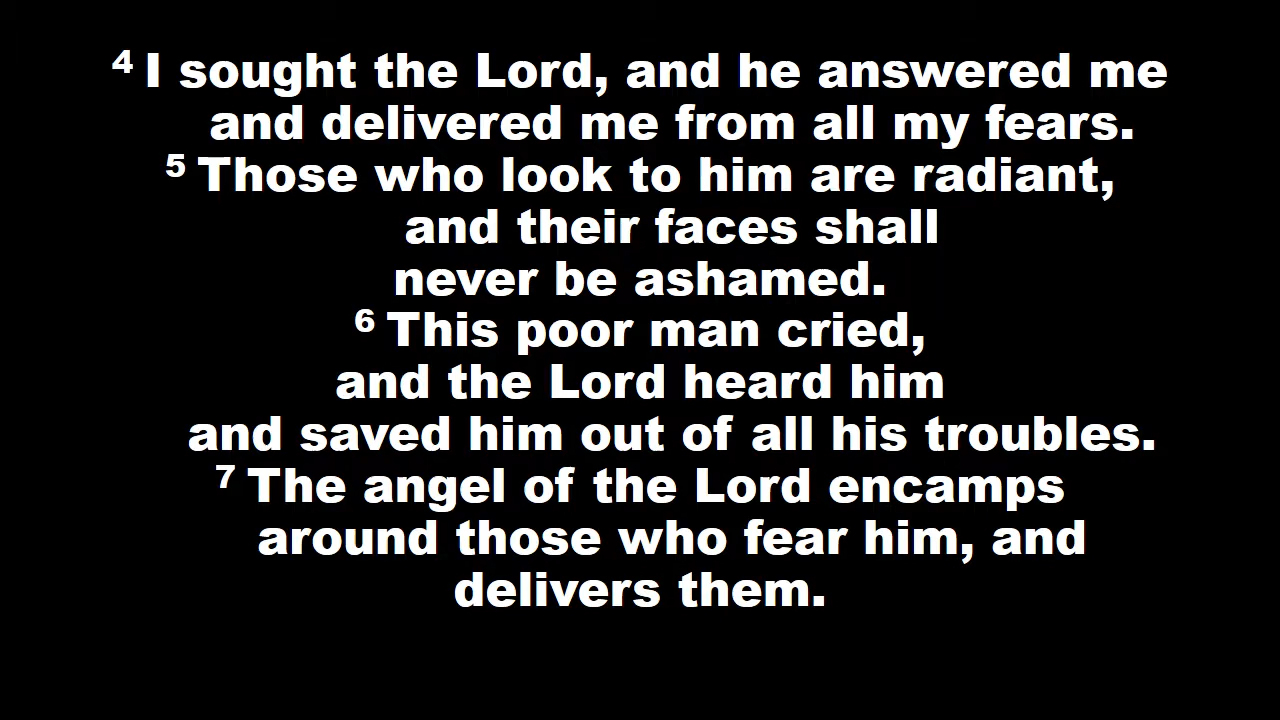 4 I sought the Lord, and he answered me
and delivered me from all my fears.
5 Those who look to him are radiant,
and their faces shall
never be ashamed.
6 This poor man cried,
and the Lord heard him
and saved him out of all his troubles.
7 The angel of the Lord encamps
around those who fear him, and
delivers them.